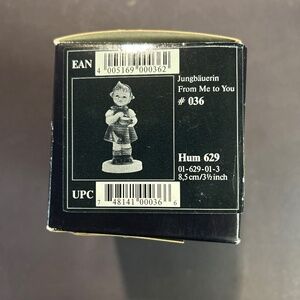 EAN
4 005169 000362
Jungbäuerin
From Me to You
# 036
Hum 629
01-629-01-3
8,5 cm/3½ inch
UPC
7 48141 00036 6